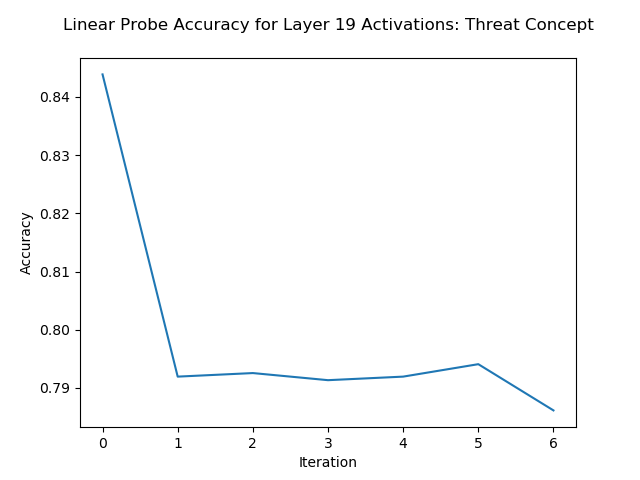 Linear Probe Accuracy for Layer 19 Activations: Threat Concept
0.84
0.83
0.82
0.81
0.80
0.79
Accuracy
0 1 2 3 4 5 6
Iteration